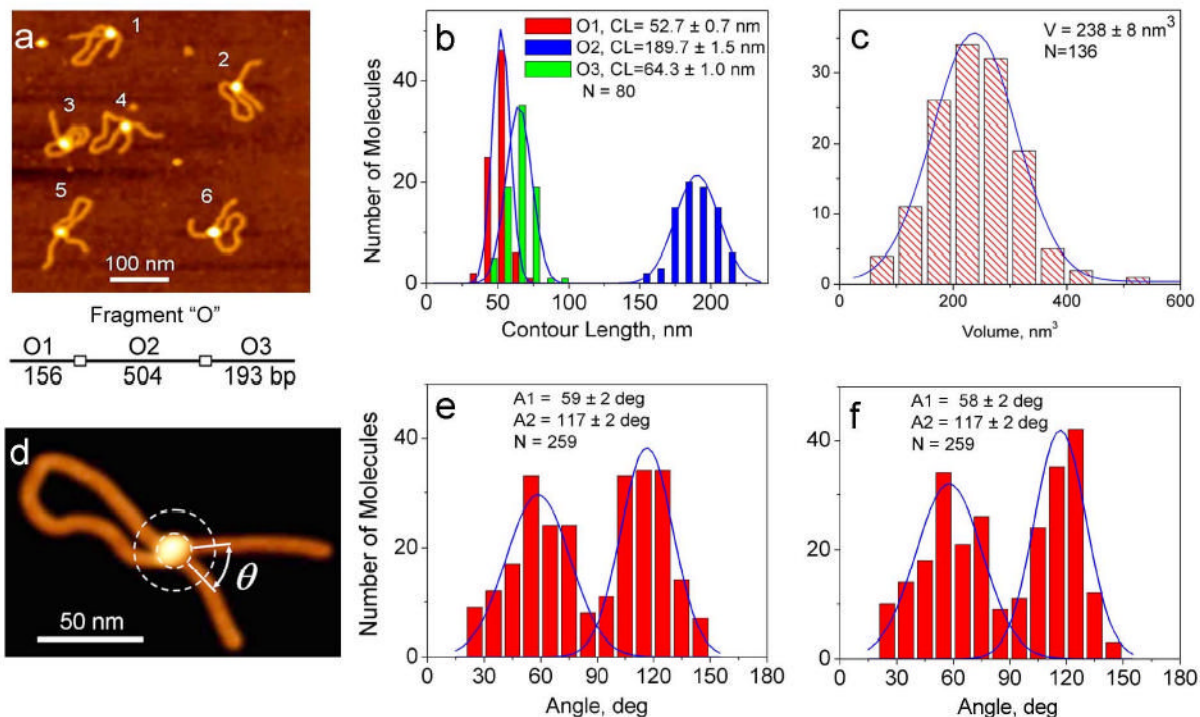 a
1
2
3
4
5
6
100 nm
Fragment "O"
O1 O2 O3
156 504 193 bp
b
O1, CL= 52.7 ± 0.7 nm
O2, CL=189.7 ± 1.5 nm
O3, CL=64.3 ± 1.0 nm
N = 80
Number of Molecules
40
20
0
0 50 100 150 200
Contour Length, nm
c
V = 238 ± 8 nm³
N=136
30
20
10
0
0 200 400 600
Volume, nm³
d
θ
50 nm
e
A1 = 59 ± 2 deg
A2 = 117 ± 2 deg
N = 259
Number of Molecules
40
20
0
30 60 90 120 150 180
Angle, deg
f
A1 = 58 ± 2 deg
A2 = 117 ± 2 deg
N = 259
40
20
0
30 60 90 120 150 180
Angle, deg